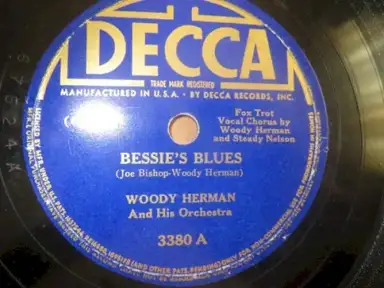 DECCA
TRADE MARK REGISTERED
MANUFACTURED IN U.S.A. · BY DECCA RECORDS, INC.
Fox Trot
Vocal Chorus by
Woody Herman
and Steady Nelson
BESSIE'S BLUES
(Joe Bishop-Woody Herman)
WOODY HERMAN
And His Orchestra
3380 A